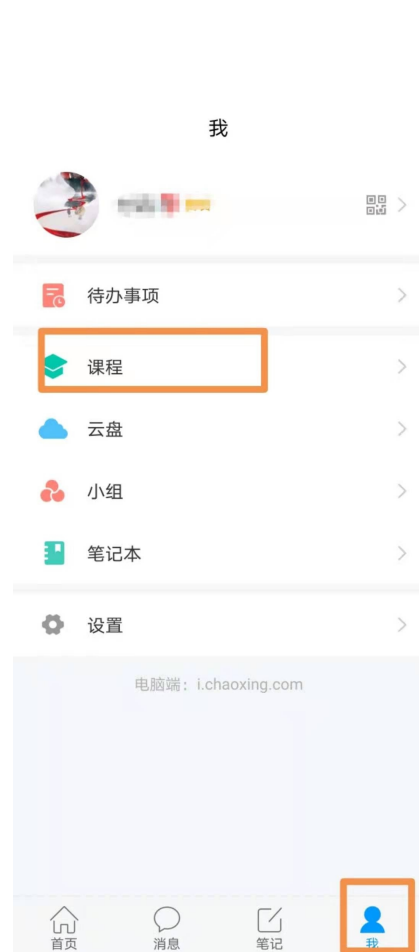 我
待办事项
课程
云盘
小组
笔记本
设置
电脑端：i.chaoxing.com
首页
消息
笔记
我